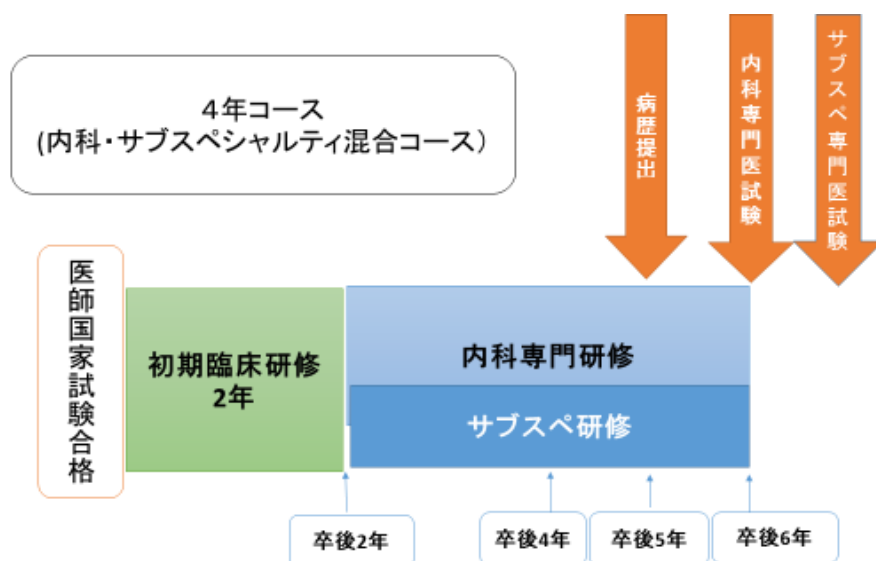 4年コース
(内科・サブスペシャルティ混合コース)
病歴提出
内科専門医試験
サブスペ専門医試験
医師国家試験合格
初期臨床研修
2年
内科専門研修
サブスペ研修
卒後2年
卒後4年
卒後5年
卒後6年